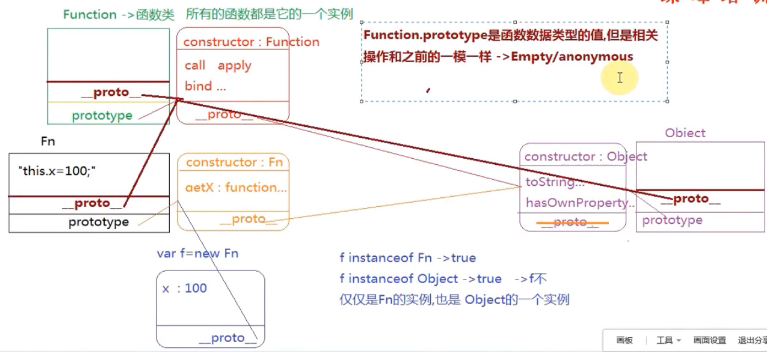 Function ->函数类 所有的函数都是它的一个实例
constructor : Function
call apply
bind ...
__proto__
__proto__
prototype
Function.prototype是函数数据类型的值,但是相关
操作和之前的一模一样 ->Empty/anonymous
Fn
"this.x=100;"
__proto__
prototype
constructor : Fn
getX : function...
__proto__
Object
constructor : Object
toString...
hasOwnProperty..
__proto__
__proto__
prototype
var f=new Fn
x : 100
__proto__
f instanceof Fn ->true
f instanceof Object ->true ->f不
仅仅是Fn的实例,也是 Object的一个实例
画板 工具 画面设置 退出分享